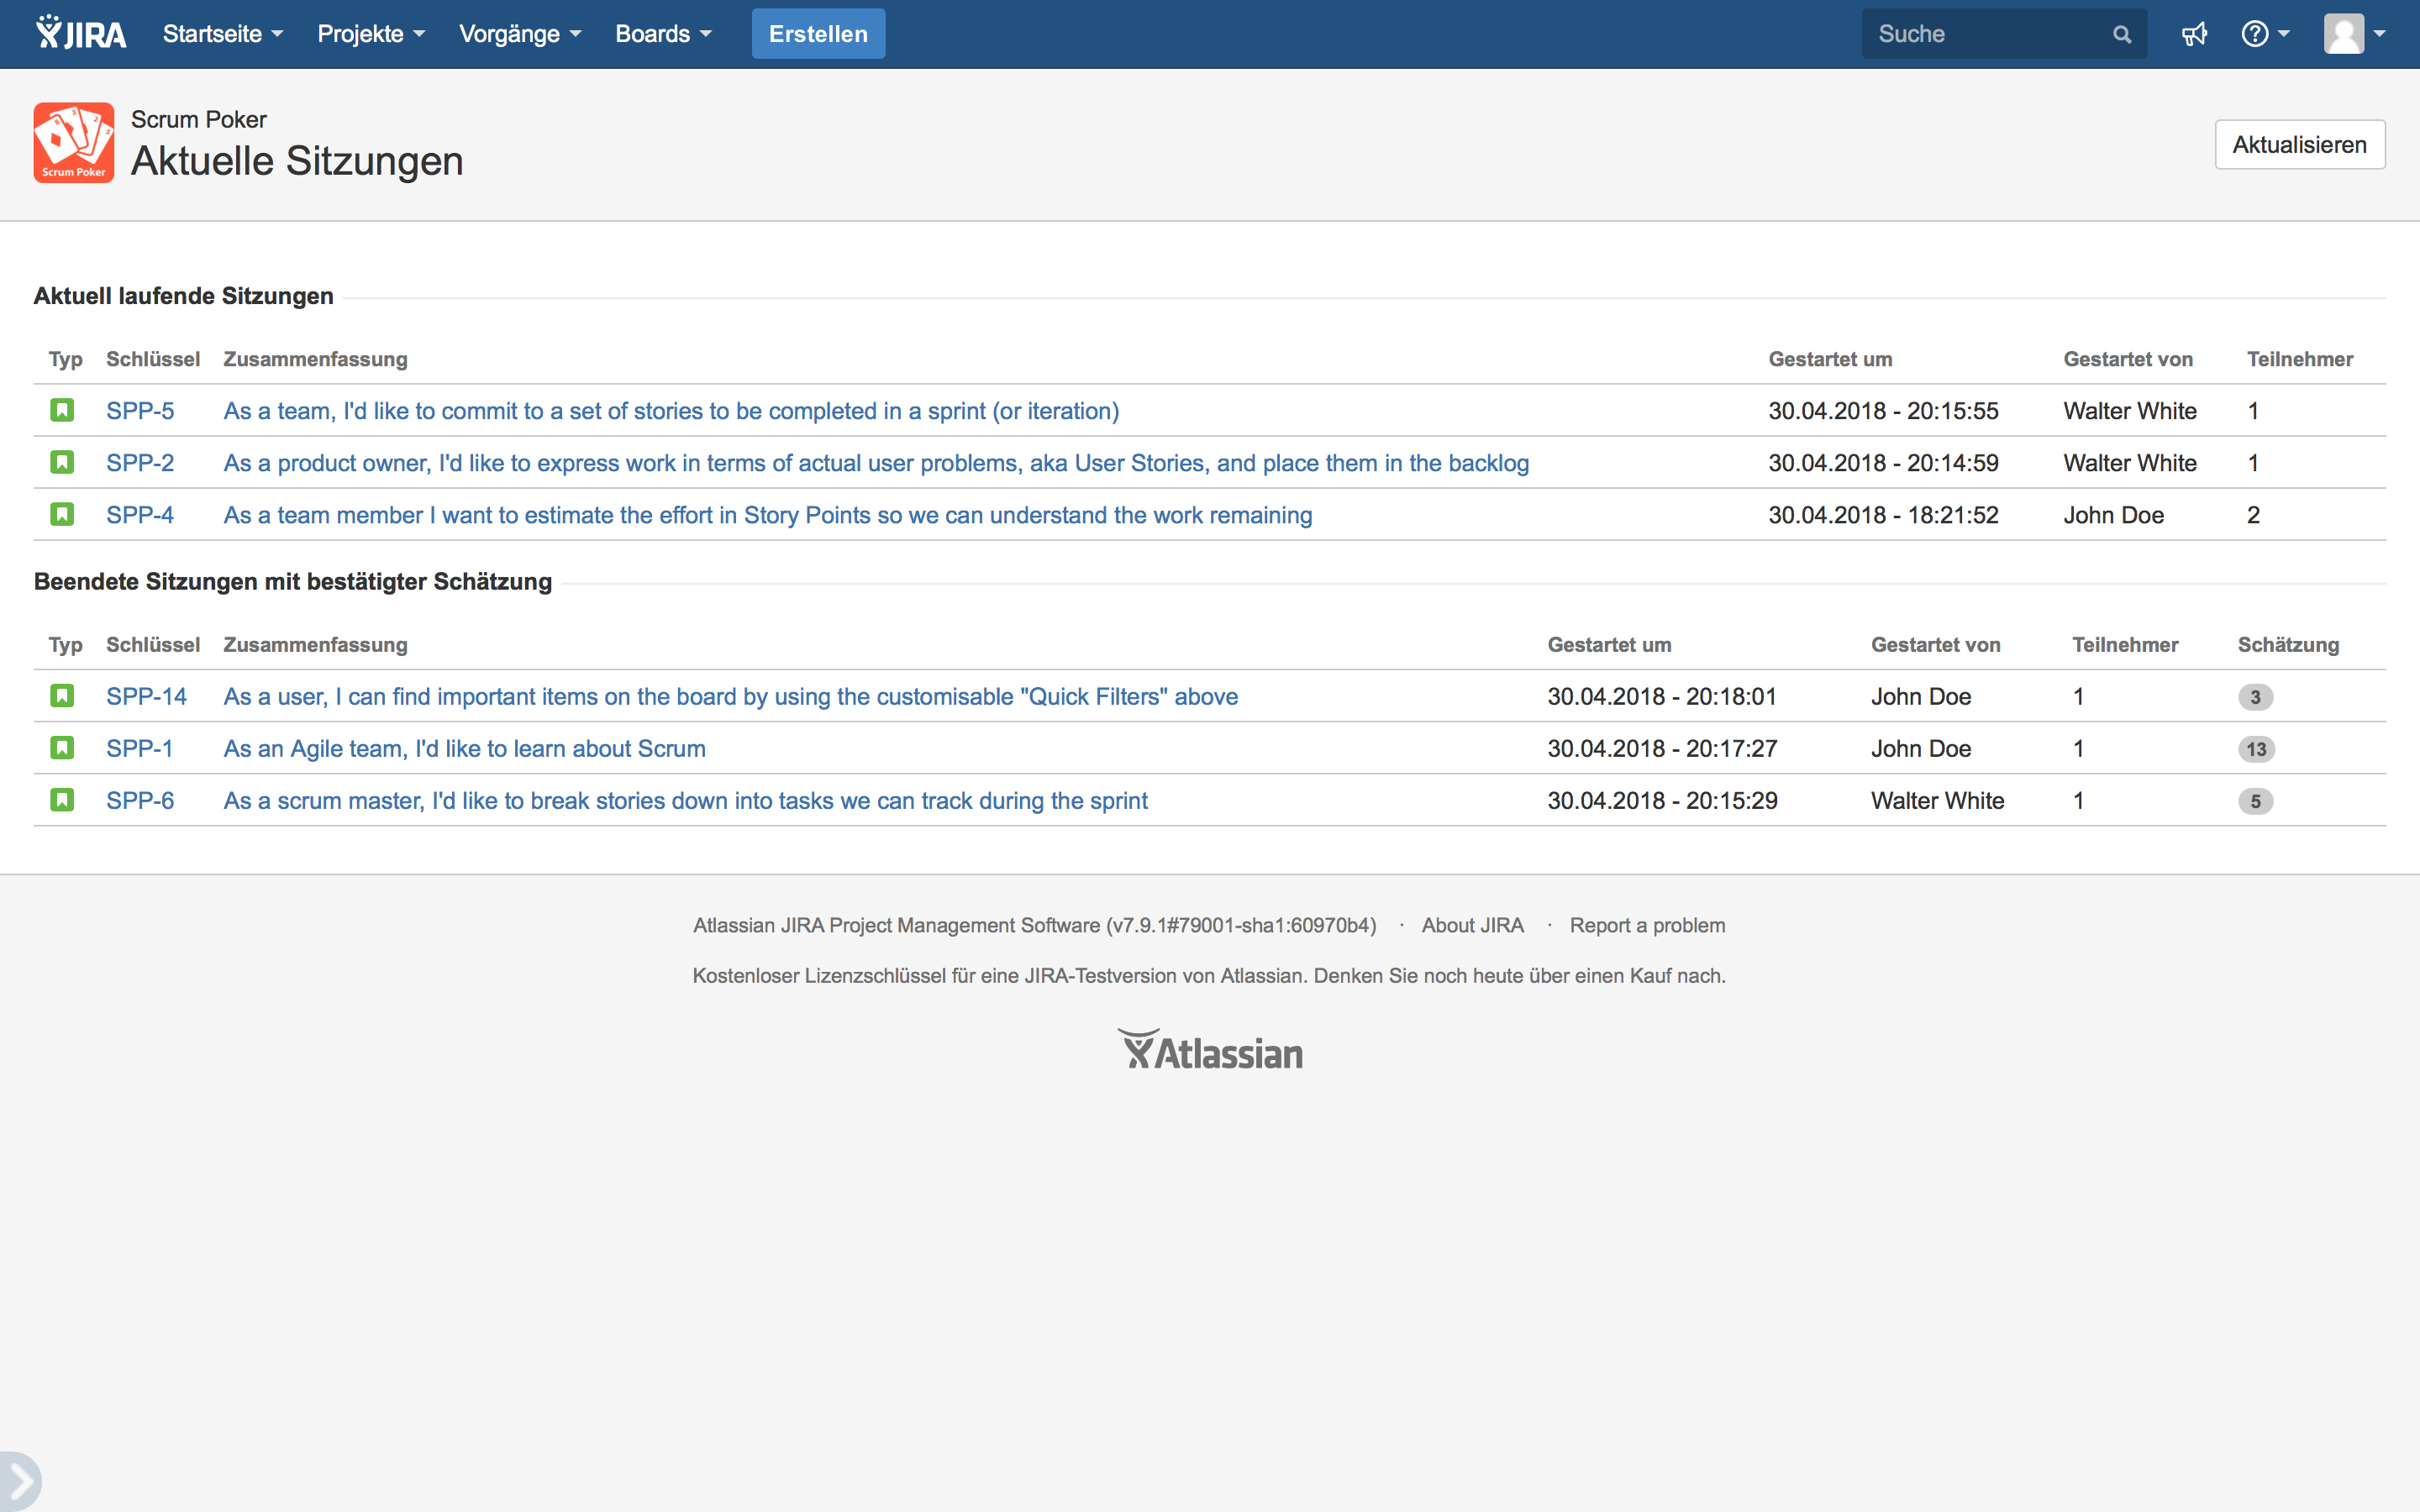 JIRA Startseite Projekte Vorgänge Boards Erstellen Suche
Scrum Poker
Scrum Poker
Aktuelle Sitzungen
Aktualisieren
Aktuell laufende Sitzungen
Typ Schlüssel Zusammenfassung Gestartet um Gestartet von Teilnehmer
SPP-5 As a team, I'd like to commit to a set of stories to be completed in a sprint (or iteration) 30.04.2018 - 20:15:55 Walter White 1
SPP-2 As a product owner, I'd like to express work in terms of actual user problems, aka User Stories, and place them in the backlog 30.04.2018 - 20:14:59 Walter White 1
SPP-4 As a team member I want to estimate the effort in Story Points so we can understand the work remaining 30.04.2018 - 18:21:52 John Doe 2
Beendete Sitzungen mit bestätigter Schätzung
Typ Schlüssel Zusammenfassung Gestartet um Gestartet von Teilnehmer Schätzung
SPP-14 As a user, I can find important items on the board by using the customisable "Quick Filters" above 30.04.2018 - 20:18:01 John Doe 1 3
SPP-1 As an Agile team, I'd like to learn about Scrum 30.04.2018 - 20:17:27 John Doe 1 13
SPP-6 As a scrum master, I'd like to break stories down into tasks we can track during the sprint 30.04.2018 - 20:15:29 Walter White 1 5
Atlassian JIRA Project Management Software (v7.9.1#79001-sha1:60970b4) · About JIRA · Report a problem
Kostenloser Lizenzschlüssel für eine JIRA-Testversion von Atlassian. Denken Sie noch heute über einen Kauf nach.
Atlassian